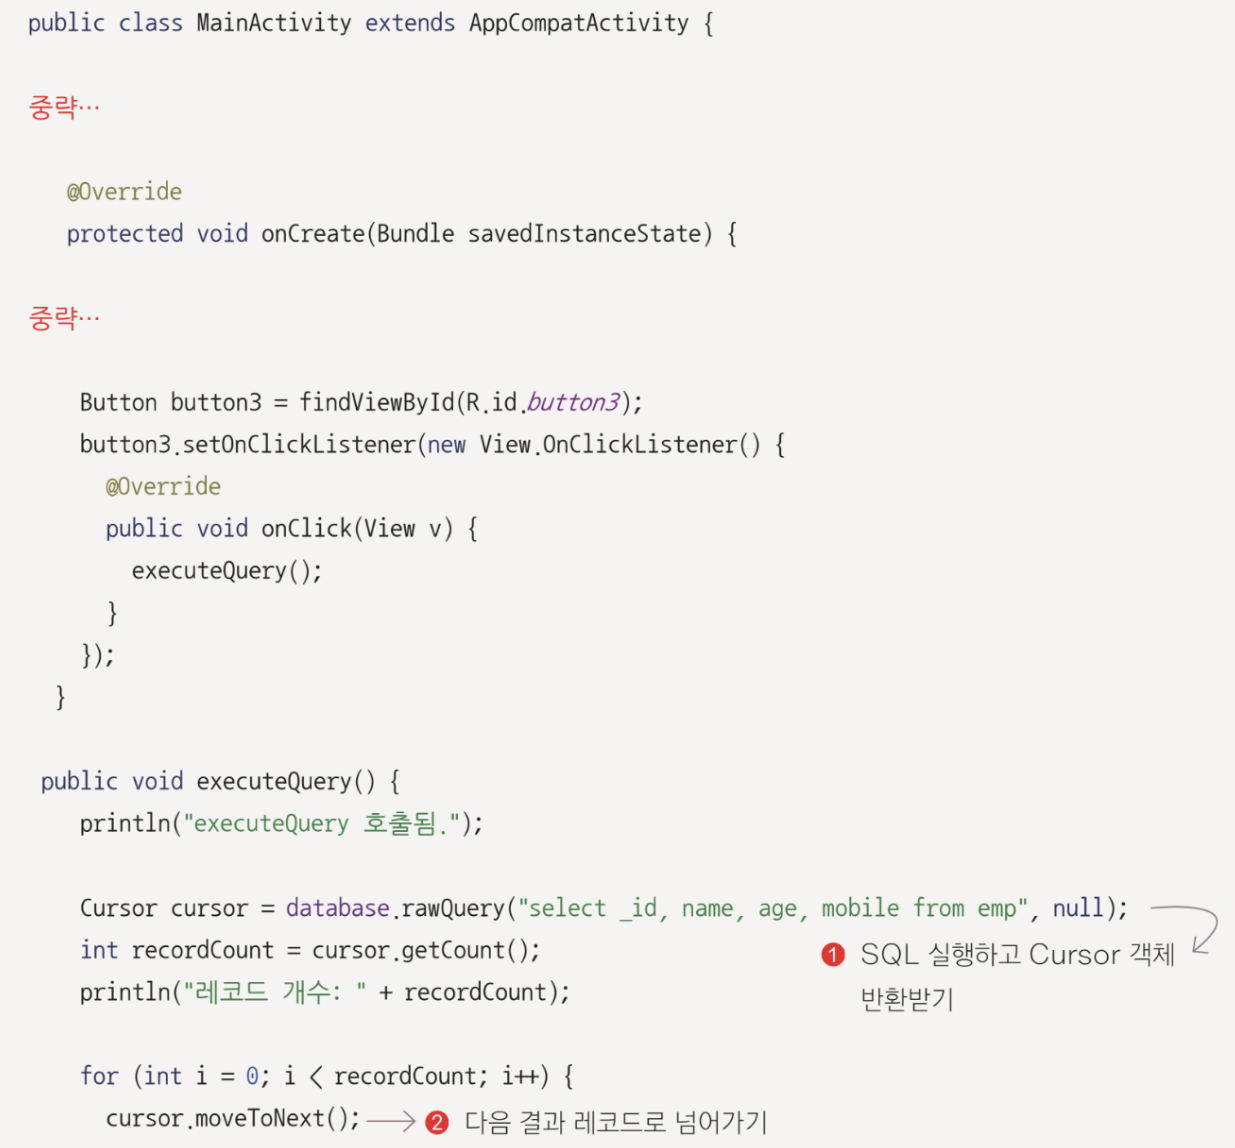 public class MainActivity extends AppCompatActivity {
중략…
@Override
protected void onCreate(Bundle savedInstanceState) {
중략…
Button button3 = findViewById(R.id.button3);
button3.setOnClickListener(new View.OnClickListener() {
@Override
public void onClick(View v) {
executeQuery();
}
});
}
public void executeQuery() {
println("executeQuery 호출됨.");
Cursor cursor = database.rawQuery("select _id, name, age, mobile from emp", null);
int recordCount = cursor.getCount();
❶ SQL 실행하고 Cursor 객체
println("레코드 개수: " + recordCount);
반환받기
for (int i = 0; i < recordCount; i++) {
cursor.moveToNext(); ❷ 다음 결과 레코드로 넘어가기